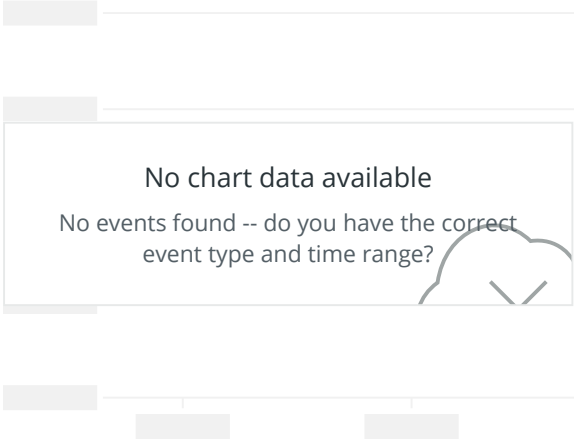 No chart data available
No events found -- do you have the correct
event type and time range?